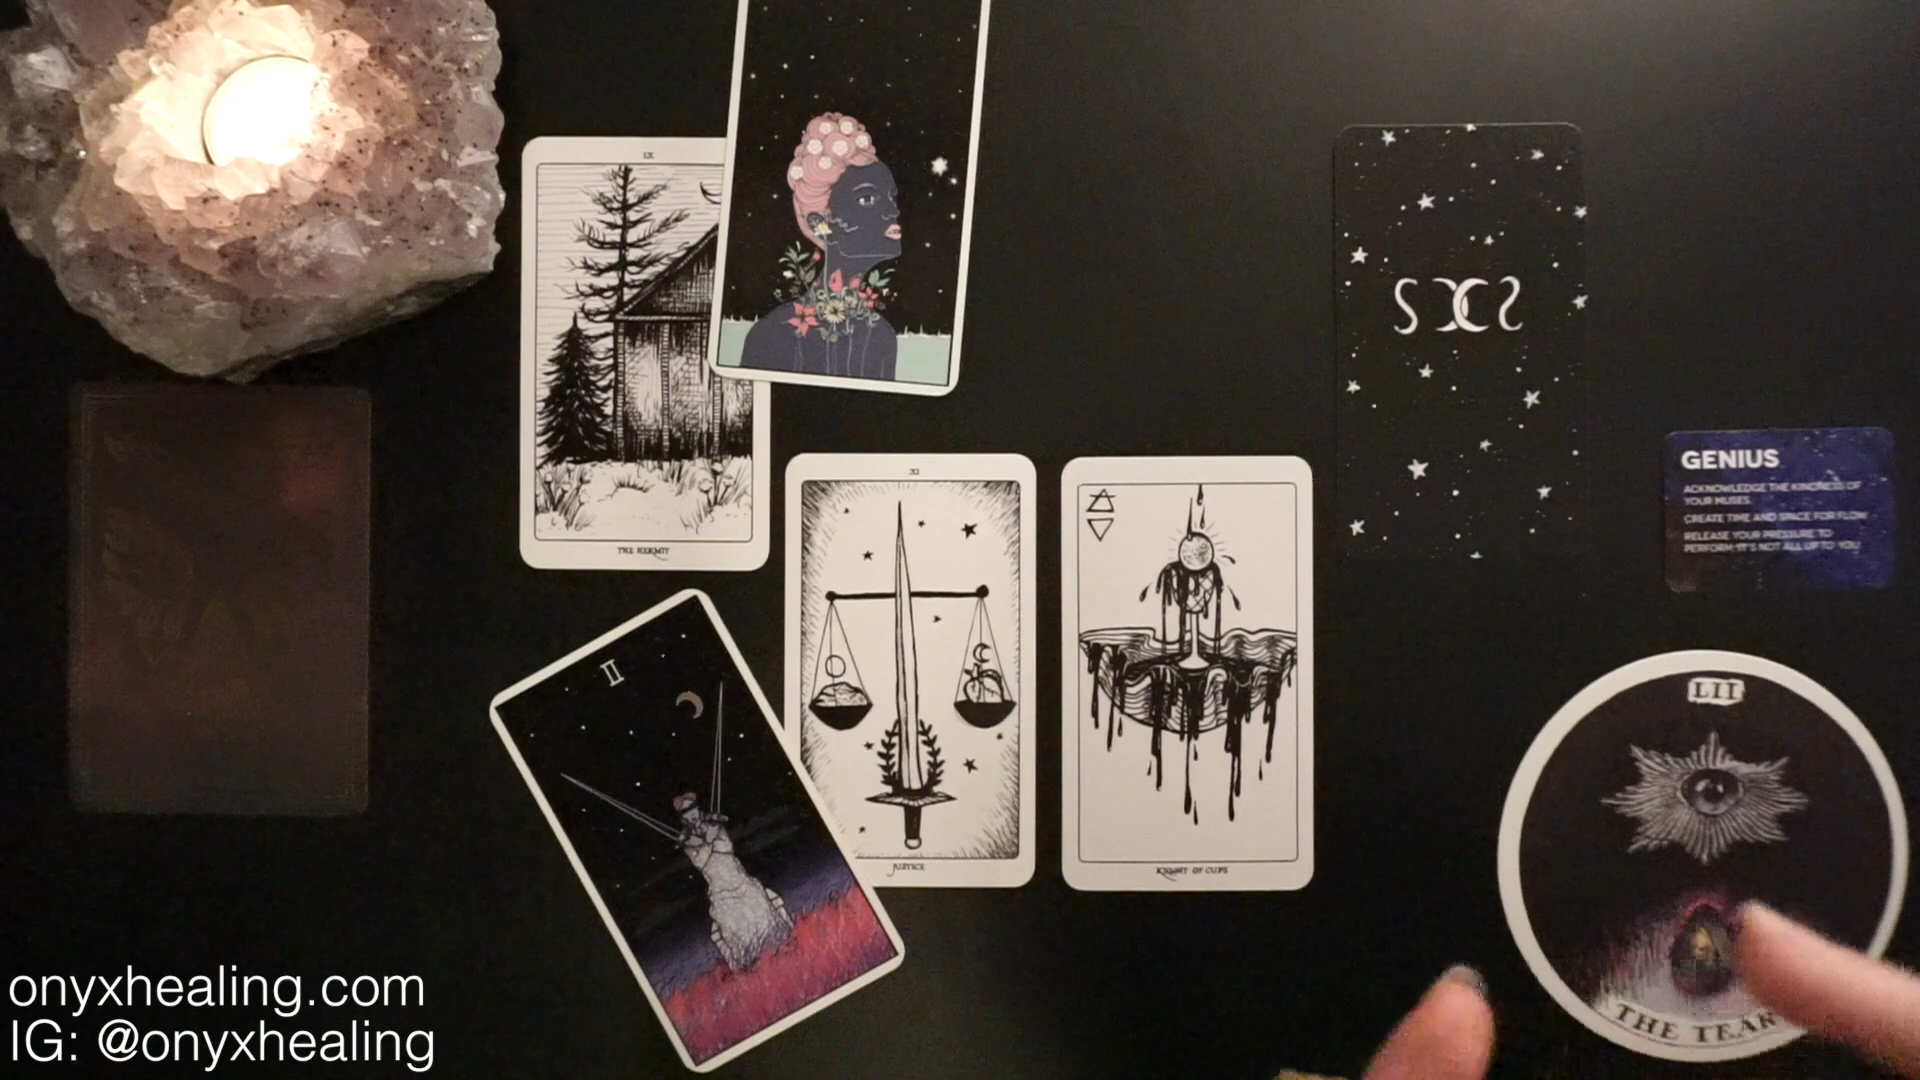 IX
THE HERMIT
II
XI
JUSTICE
KNIGHT OF CUPS
GENIUS
ACKNOWLEDGE THE KINDNESS OF
YOUR MUSES.
CREATE TIME AND SPACE FOR FLOW
RELEASE YOUR PRESSURE TO
PERFORM; IT'S NOT ALL UP TO YOU
LII
THE TEAR
onyxhealing.com
IG: @onyxhealing